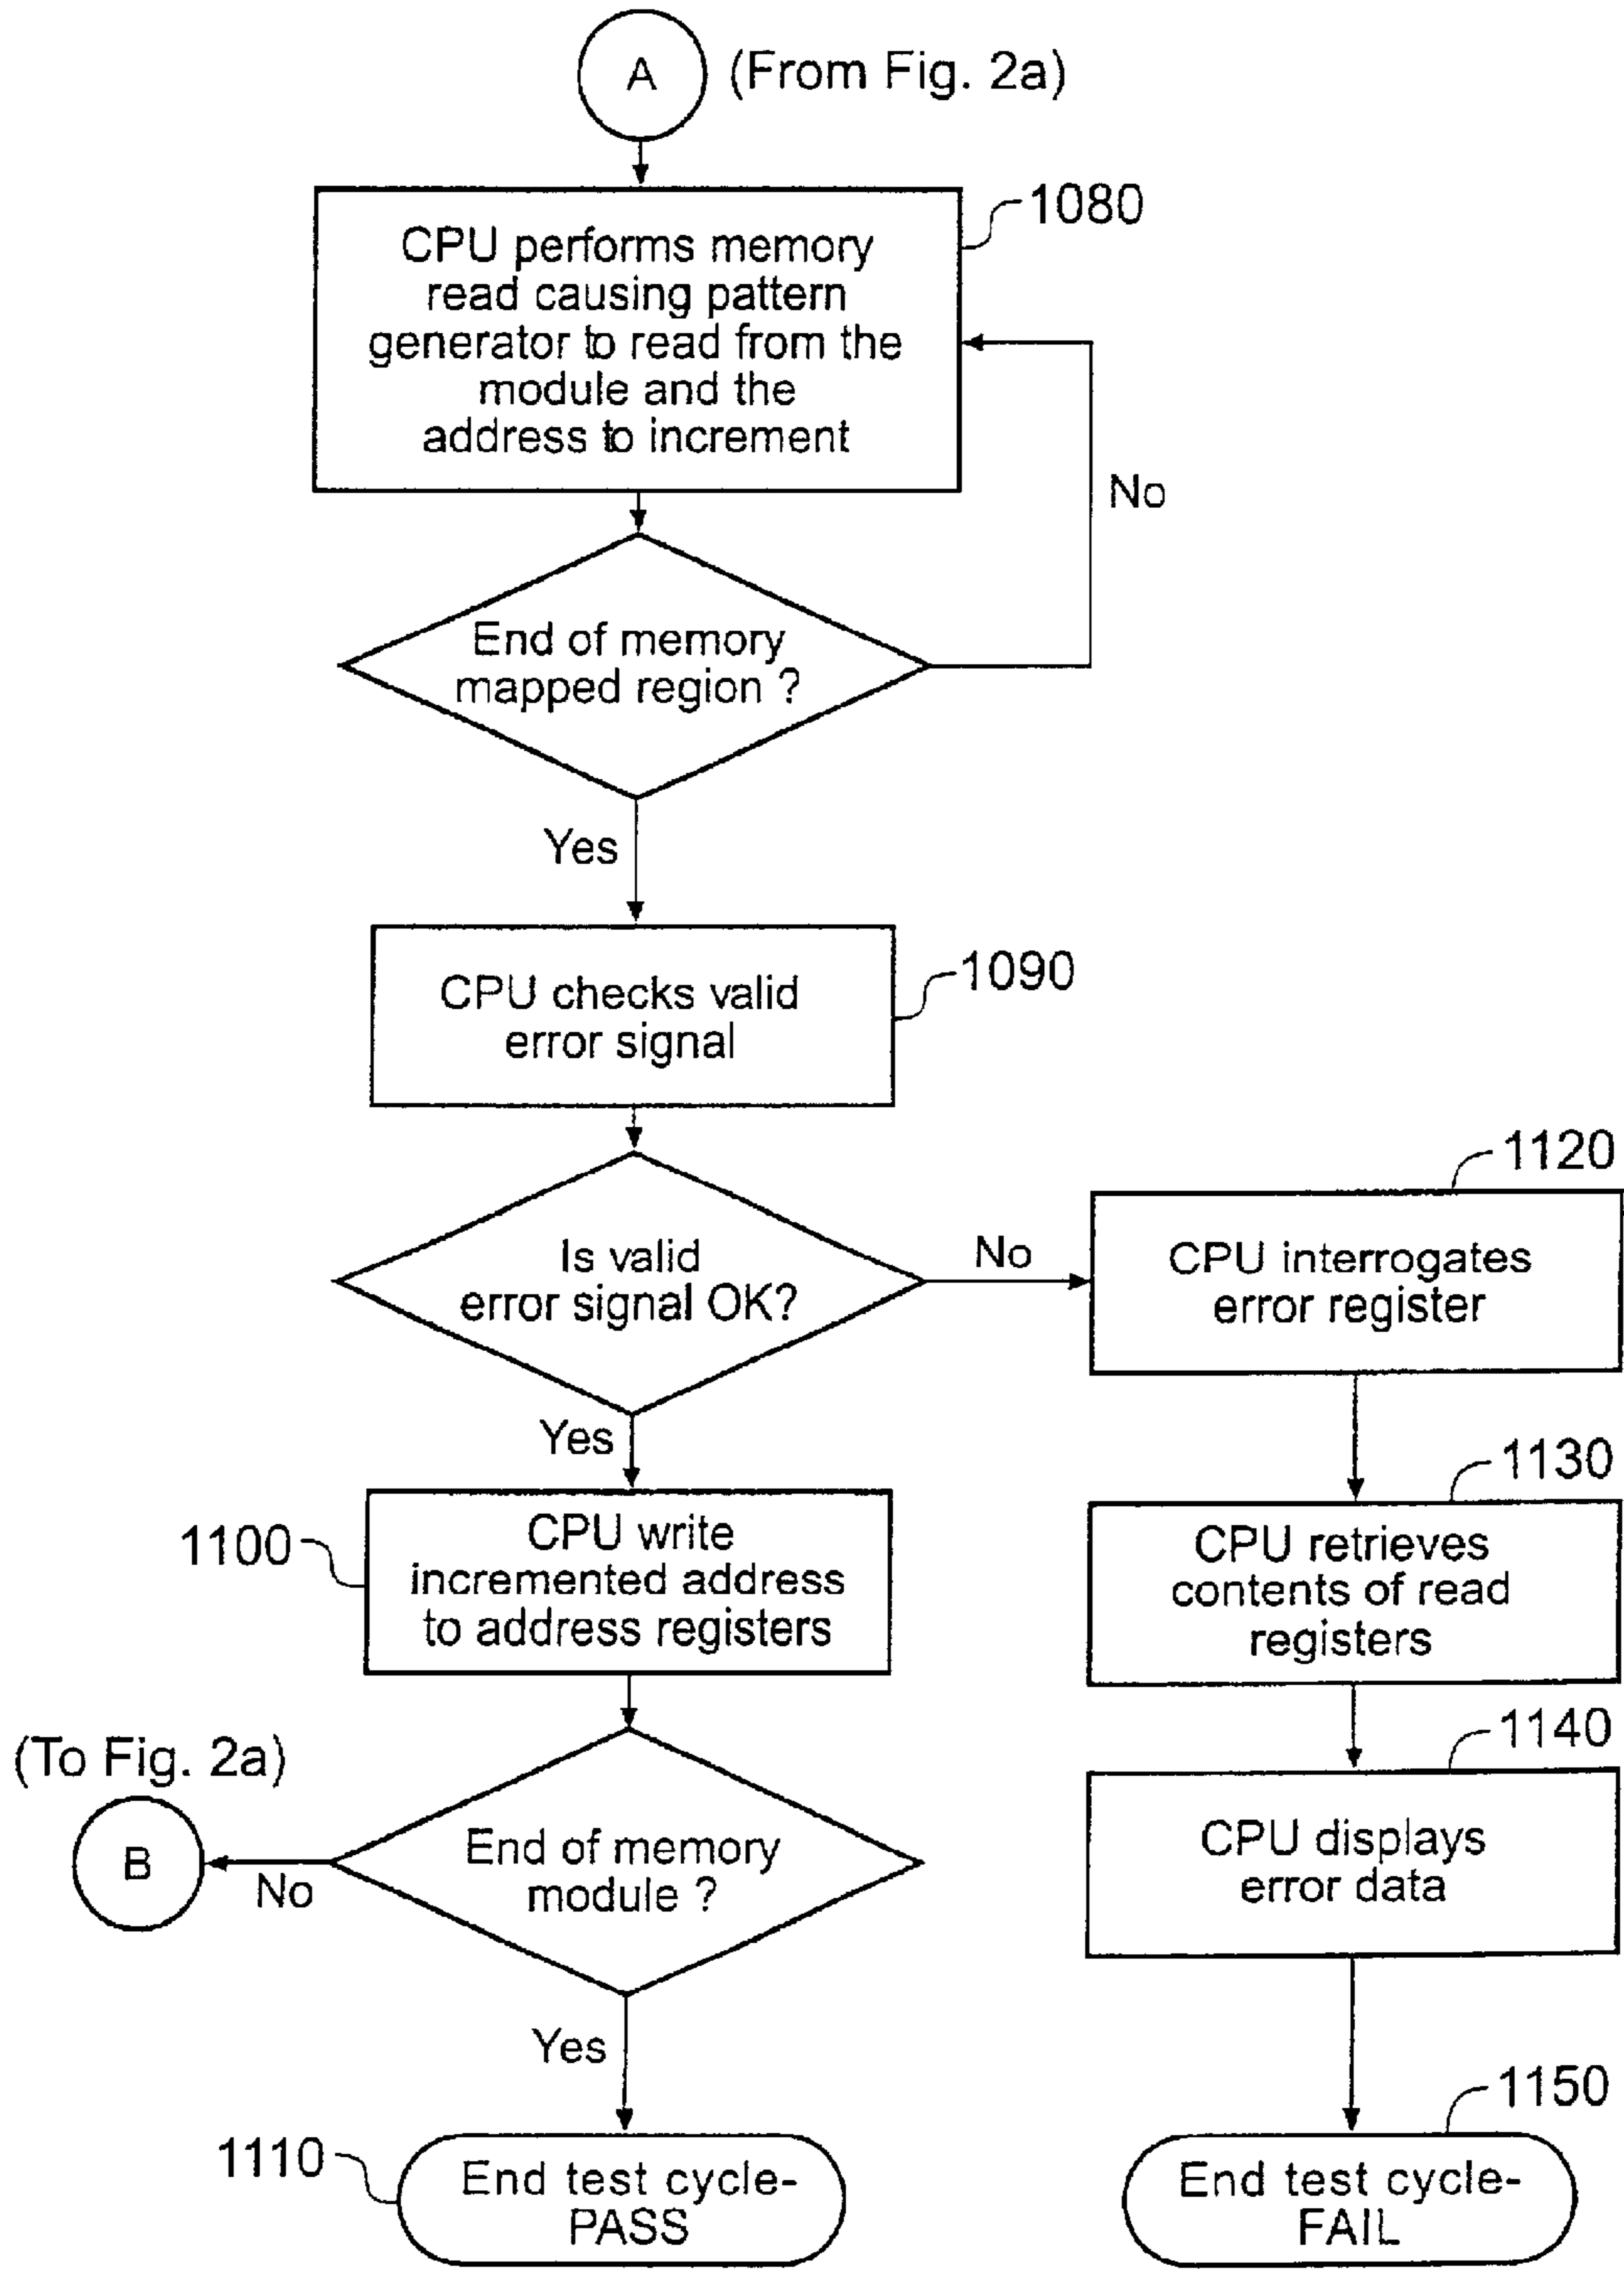 A (From Fig. 2a)
1080
CPU performs memory
read causing pattern
generator to read from the
module and the
address to increment
No
End of memory
mapped region ?
Yes
1090
CPU checks valid
error signal
Is valid
error signal OK?
No
1120
CPU interrogates
error register
Yes
1130
CPU retrieves
contents of read
registers
1100
CPU write
incremented address
to address registers
1140
CPU displays
error data
(To Fig. 2a)
B
No
End of memory
module ?
Yes
1110
End test cycle-
PASS
1150
End test cycle-
FAIL